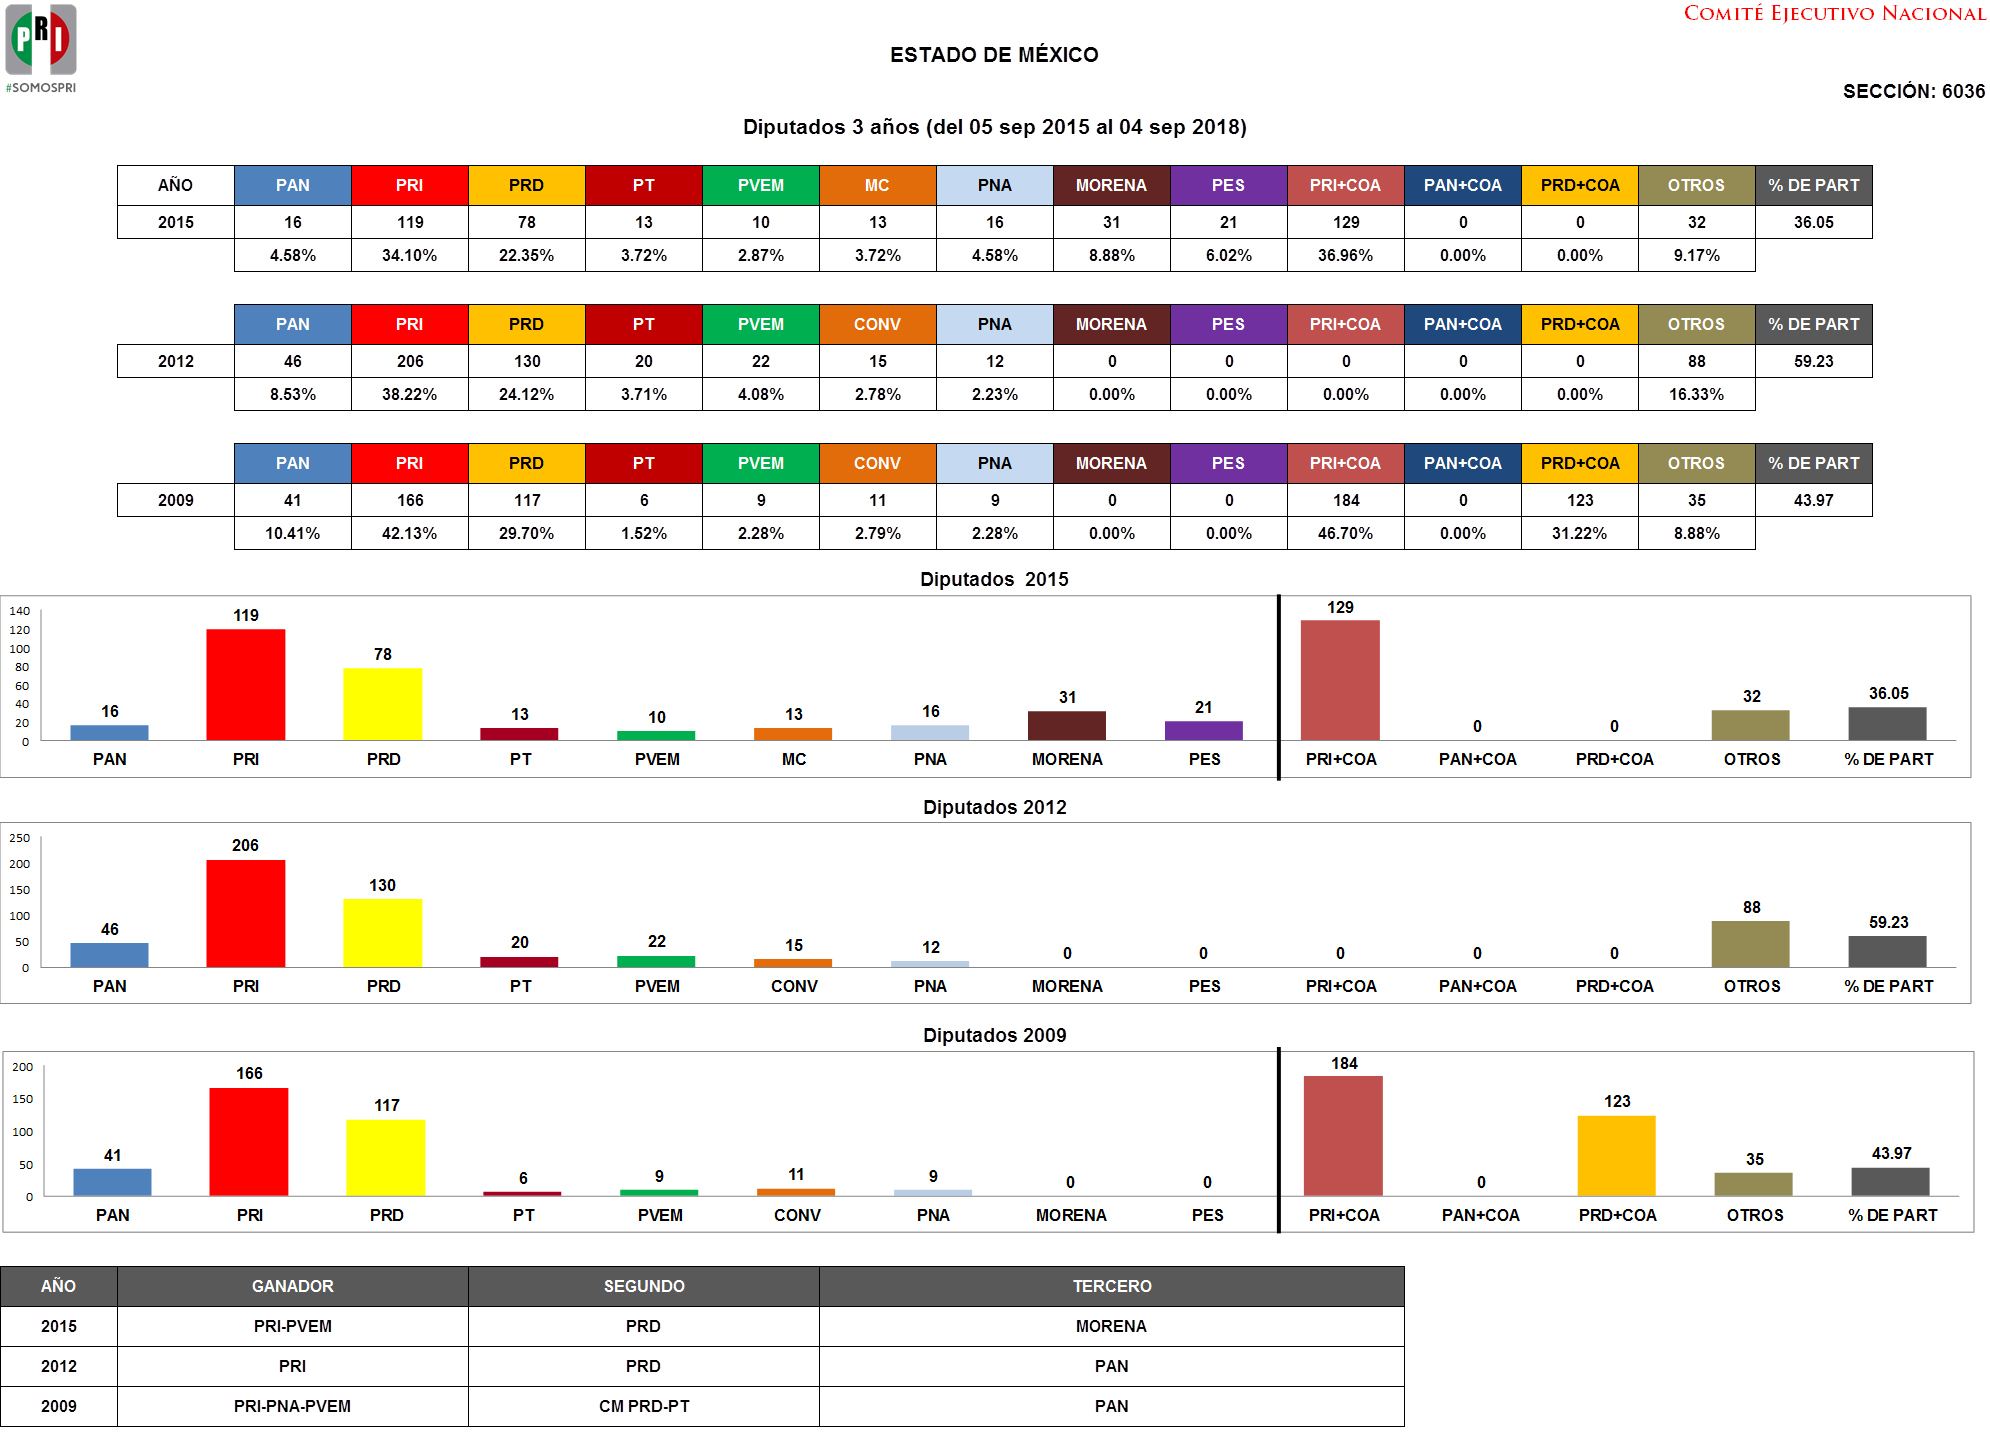 PRI
#SOMOSPRI
COMITÉ EJECUTIVO NACIONAL
ESTADO DE MÉXICO
SECCIÓN: 6036
Diputados 3 años (del 05 sep 2015 al 04 sep 2018)
AÑO PAN PRI PRD PT PVEM MC PNA MORENA PES PRI+COA PAN+COA PRD+COA OTROS % DE PART
2015 16 119 78 13 10 13 16 31 21 129 0 0 32 36.05
4.58% 34.10% 22.35% 3.72% 2.87% 3.72% 4.58% 8.88% 6.02% 36.96% 0.00% 0.00% 9.17%
PAN PRI PRD PT PVEM CONV PNA MORENA PES PRI+COA PAN+COA PRD+COA OTROS % DE PART
2012 46 206 130 20 22 15 12 0 0 0 0 0 88 59.23
8.53% 38.22% 24.12% 3.71% 4.08% 2.78% 2.23% 0.00% 0.00% 0.00% 0.00% 0.00% 16.33%
PAN PRI PRD PT PVEM CONV PNA MORENA PES PRI+COA PAN+COA PRD+COA OTROS % DE PART
2009 41 166 117 6 9 11 9 0 0 184 0 123 35 43.97
10.41% 42.13% 29.70% 1.52% 2.28% 2.79% 2.28% 0.00% 0.00% 46.70% 0.00% 31.22% 8.88%
Diputados 2015
140
120
100
80
60
40
20
0
16 119 78 13 10 13 16 31 21 129 0 0 32 36.05
PAN PRI PRD PT PVEM MC PNA MORENA PES PRI+COA PAN+COA PRD+COA OTROS % DE PART
Diputados 2012
250
200
150
100
50
0
46 206 130 20 22 15 12 0 0 0 0 0 88 59.23
PAN PRI PRD PT PVEM CONV PNA MORENA PES PRI+COA PAN+COA PRD+COA OTROS % DE PART
Diputados 2009
200
150
100
50
0
41 166 117 6 9 11 9 0 0 184 0 123 35 43.97
PAN PRI PRD PT PVEM CONV PNA MORENA PES PRI+COA PAN+COA PRD+COA OTROS % DE PART
AÑO GANADOR SEGUNDO TERCERO
2015 PRI-PVEM PRD MORENA
2012 PRI PRD PAN
2009 PRI-PNA-PVEM CM PRD-PT PAN